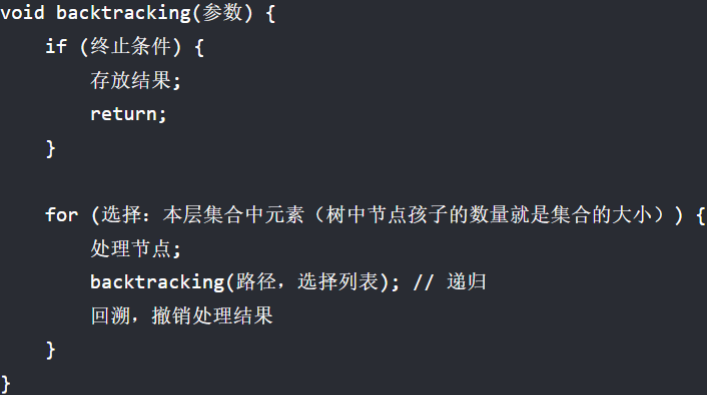 void backtracking(参数) {
    if (终止条件) {
        存放结果;
        return;
    }

    for (选择：本层集合中元素（树中节点孩子的数量就是集合的大小）) {
        处理节点;
        backtracking(路径，选择列表); // 递归
        回溯，撤销处理结果
    }
}